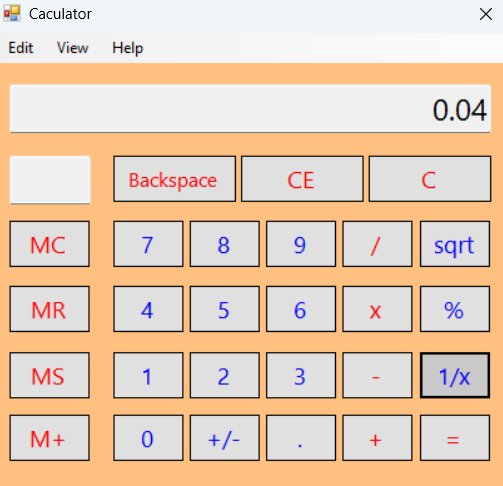 Caculator
Edit View Help
0.04
Backspace CE C
MC 7 8 9 / sqrt
MR 4 5 6 x %
MS 1 2 3 - 1/x
M+ 0 +/- . + =